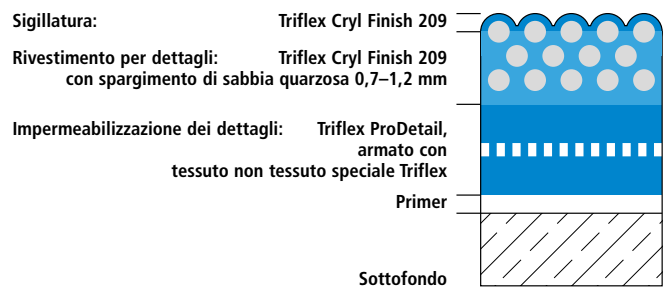 Sigillatura: Triflex Cryl Finish 209
Rivestimento per dettagli: Triflex Cryl Finish 209
con spargimento di sabbia quarzosa 0,7–1,2 mm
Impermeabilizzazione dei dettagli: Triflex ProDetail,
armato con
tessuto non tessuto speciale Triflex
Primer
Sottofondo